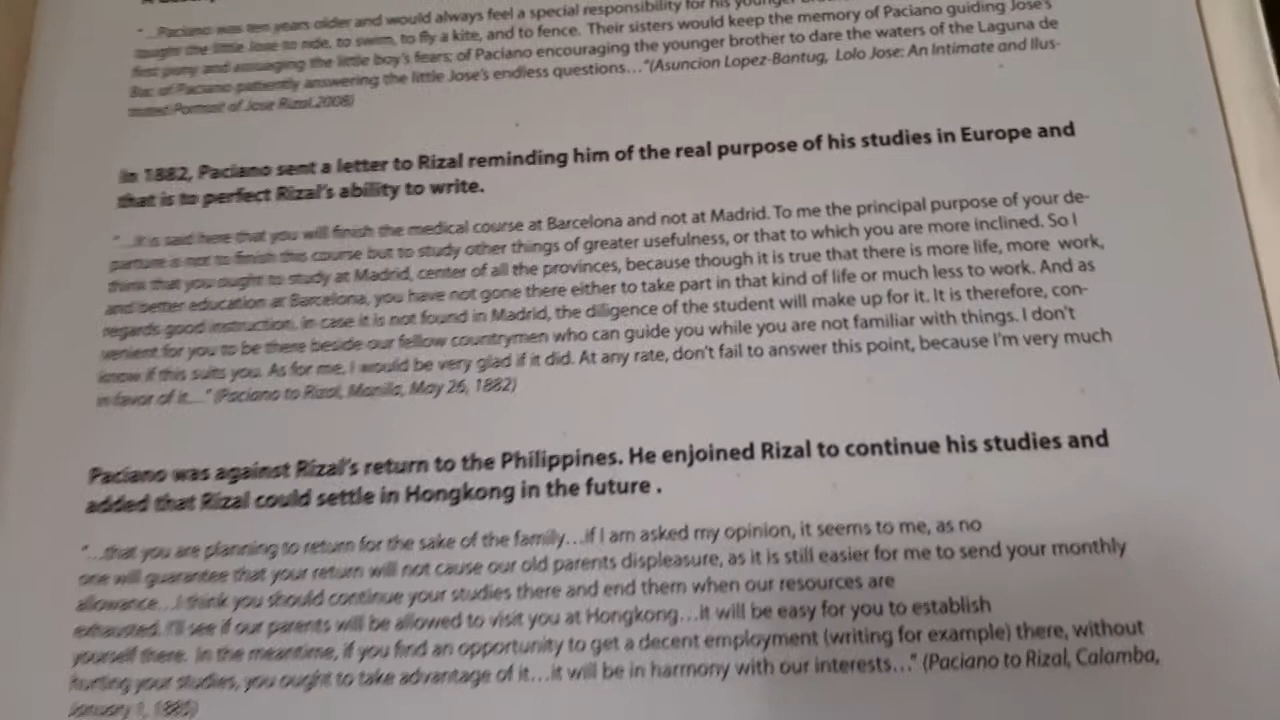 "...Paciano was ten years older and would always feel a special responsibility for his younger
taught the little Jose to ride, to swim, to fly a kite, and to fence. Their sisters would keep the memory of Paciano guiding Jose's
first pony and assuaging the little boy's fears; of Paciano encouraging the younger brother to dare the waters of the Laguna de
Bae; of Paciano patiently answering the little Jose's endless questions..."(Asuncion Lopez-Bantug, Lolo Jose: An Intimate and Illus-
trated Portrait of Jose Rizal.2008)
In 1882, Paciano sent a letter to Rizal reminding him of the real purpose of his studies in Europe and
that is to perfect Rizal's ability to write.
"...It is said here that you will finish the medical course at Barcelona and not at Madrid. To me the principal purpose of your de-
parture is not to finish this course but to study other things of greater usefulness, or that to which you are more inclined. So I
think that you ought to study at Madrid, center of all the provinces, because though it is true that there is more life, more work,
and better education at Barcelona, you have not gone there either to take part in that kind of life or much less to work. And as
regards good instruction, in case it is not found in Madrid, the dilligence of the student will make up for it. It is therefore, con-
venient for you to be there beside our fellow countrymen who can guide you while you are not familiar with things. I don't
know if this suits you. As for me, I would be very glad if it did. At any rate, don't fail to answer this point, because I'm very much
in favor of it...." (Paciano to Rizal, Manila, May 26, 1882)
Paciano was against Rizal's return to the Philippines. He enjoined Rizal to continue his studies and
added that Rizal could settle in Hongkong in the future .
"...that you are planning to return for the sake of the family...if I am asked my opinion, it seems to me, as no
one will guarantee that your return will not cause our old parents displeasure, as it is still easier for me to send your monthly
allowance...I think you should continue your studies there and end them when our resources are
exhausted. I'll see if our parents will be allowed to visit you at Hongkong...it will be easy for you to establish
yourself there. In the meantime, if you find an opportunity to get a decent employment (writing for example) there, without
hurting your studies, you ought to take advantage of it...it will be in harmony with our interests..." (Paciano to Rizal, Calamba,
January 1,